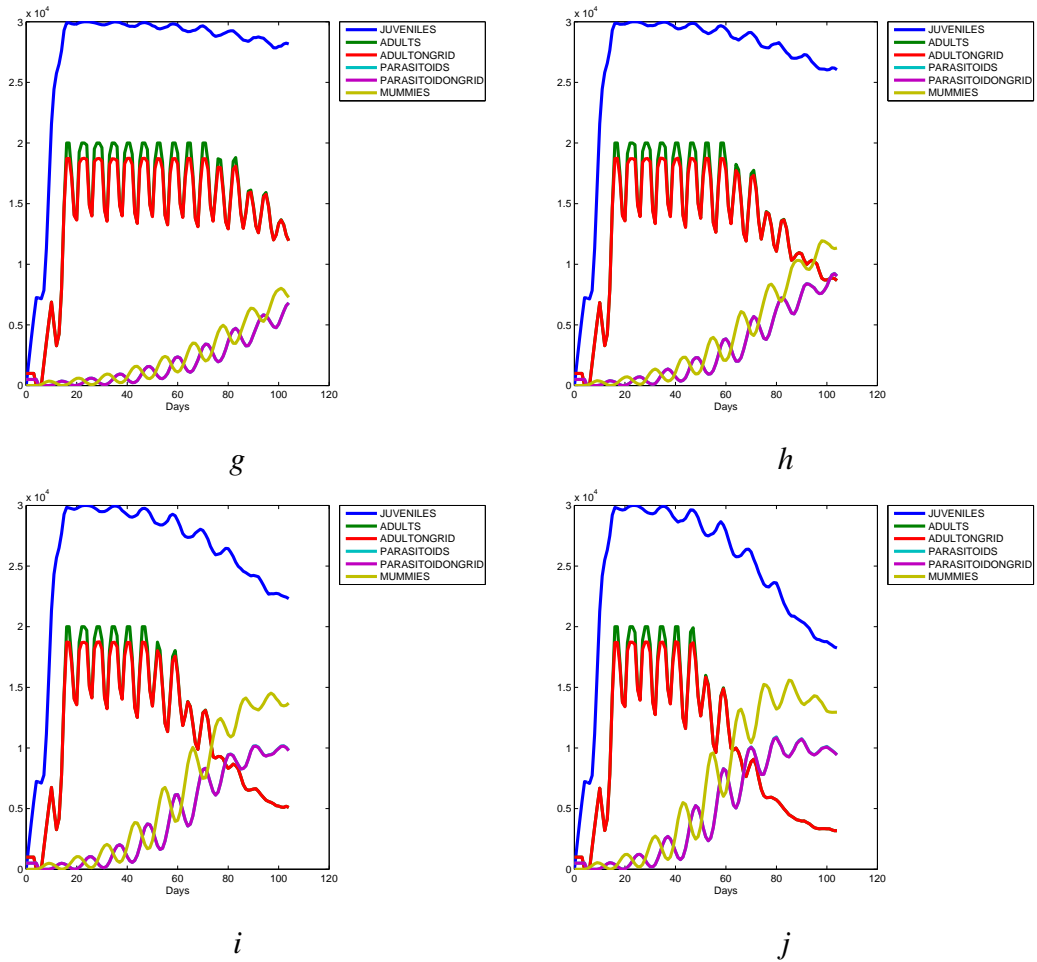 x 10^4
3
2.5
2
1.5
1
0.5
0
0 20 40 60 80 100 120
Days
JUVENILES
ADULTS
ADULTONGRID
PARASITOIDS
PARASITOIDONGRID
MUMMIES
g
x 10^4
3
2.5
2
1.5
1
0.5
0
0 20 40 60 80 100 120
Days
JUVENILES
ADULTS
ADULTONGRID
PARASITOIDS
PARASITOIDONGRID
MUMMIES
h
x 10^4
3
2.5
2
1.5
1
0.5
0
0 20 40 60 80 100 120
Days
JUVENILES
ADULTS
ADULTONGRID
PARASITOIDS
PARASITOIDONGRID
MUMMIES
i
x 10^4
3
2.5
2
1.5
1
0.5
0
0 20 40 60 80 100 120
Days
JUVENILES
ADULTS
ADULTONGRID
PARASITOIDS
PARASITOIDONGRID
MUMMIES
j